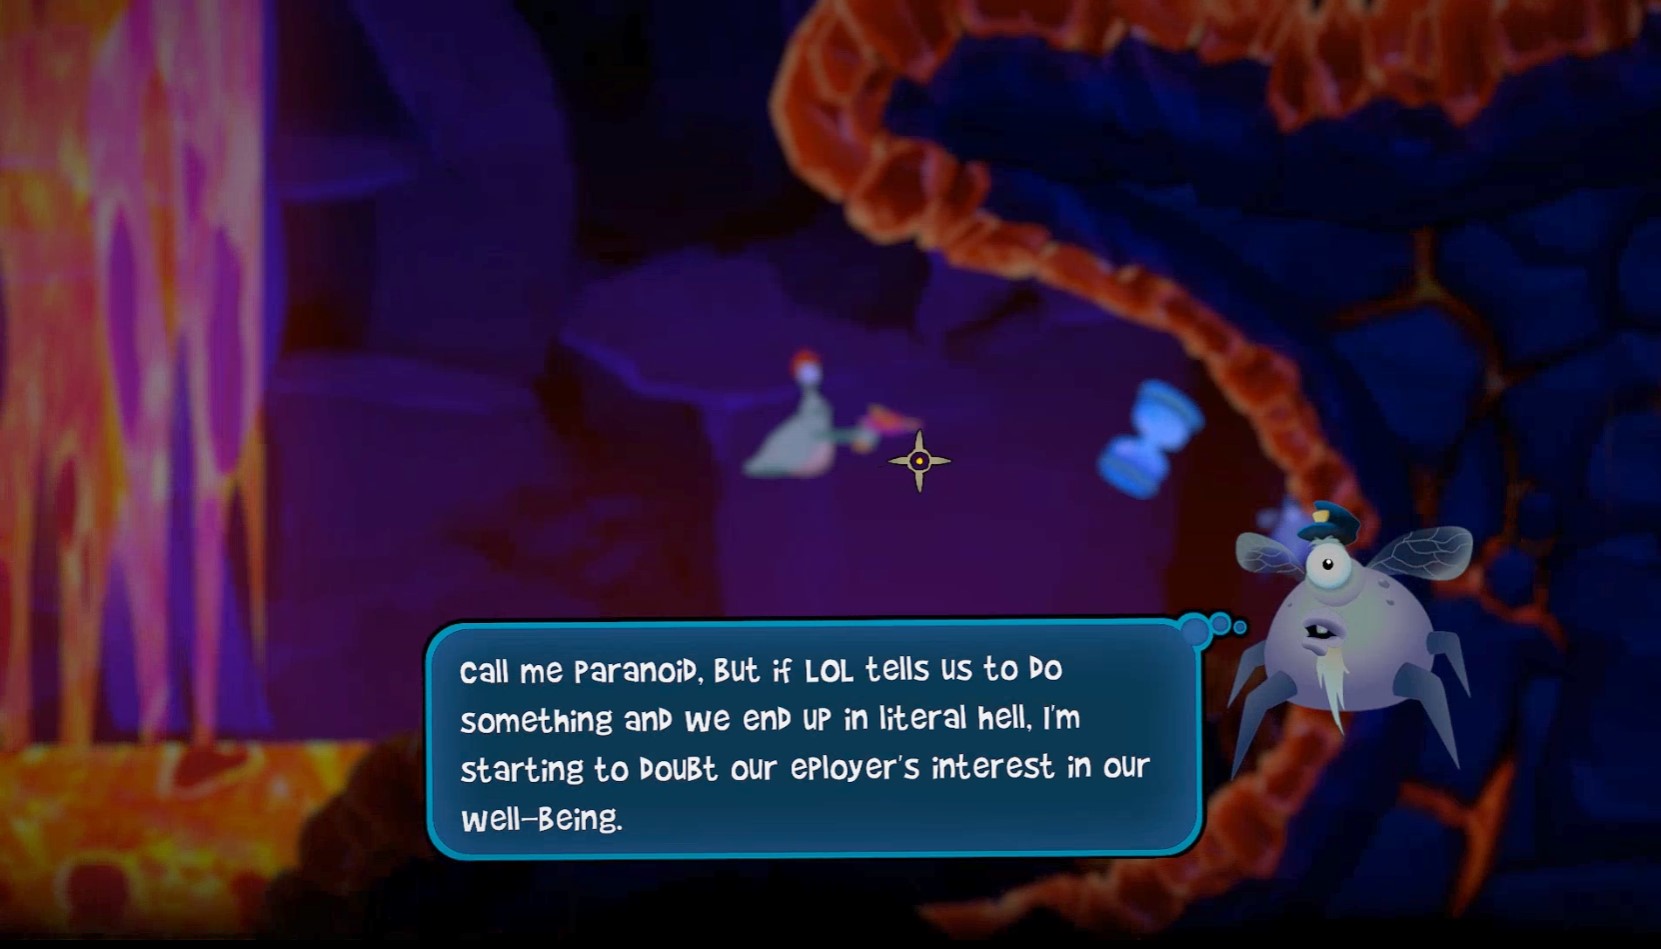 Call me paranoid, but if LOL tells us to do
something and we end up in literal hell, I'm
starting to doubt our eployer's interest in our
well-being.